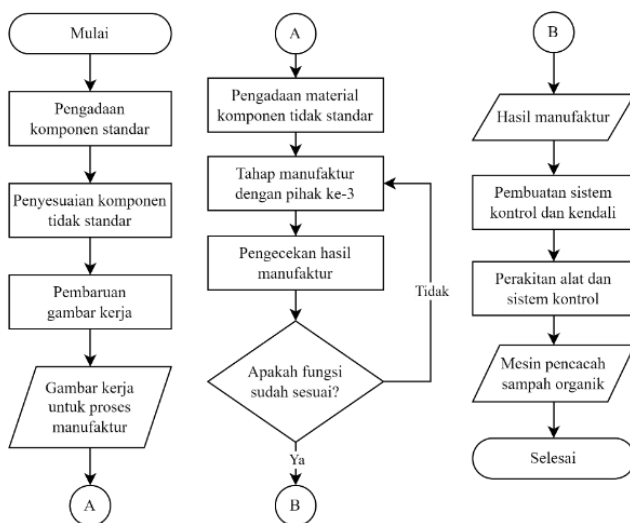 Mulai
Pengadaan
komponen standar
Penyesuaian komponen
tidak standar
Pembaruan
gambar kerja
Gambar kerja
untuk proses
manufaktur
A
A
Pengadaan material
komponen tidak standar
Tahap manufaktur
dengan pihak ke-3
Pengecekan hasil
manufaktur
Tidak
Apakah fungsi
sudah sesuai?
Ya
B
B
Hasil manufaktur
Pembuatan sistem
kontrol dan kendali
Perakitan alat dan
sistem kontrol
Mesin pencacah
sampah organik
Selesai